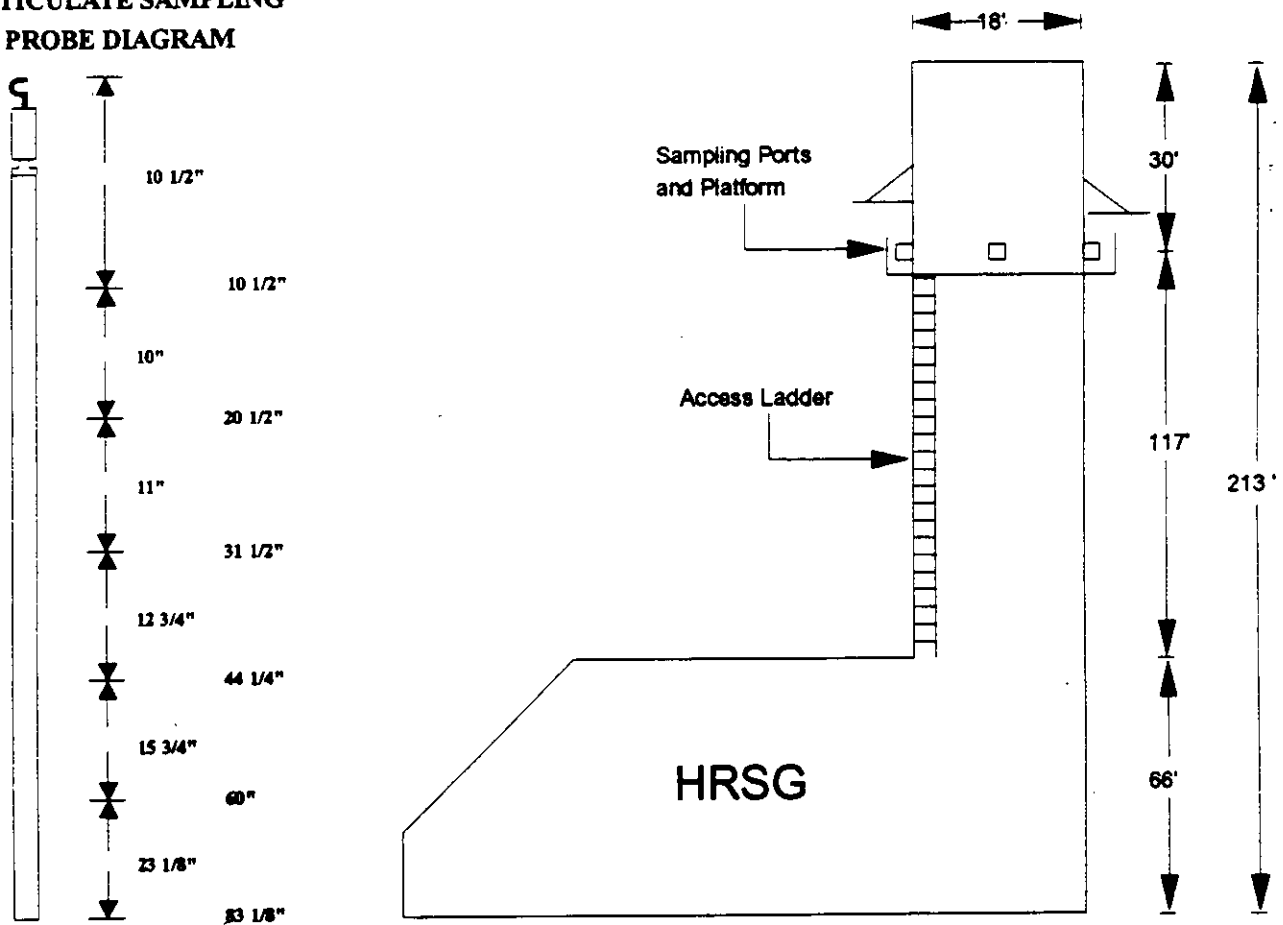 TICULATE SAMPLING
PROBE DIAGRAM
10 1/2"
10 1/2"
10"
20 1/2"
11"
31 1/2"
12 3/4"
44 1/4"
15 3/4"
60"
23 1/8"
83 1/8"
18'
Sampling Ports
and Platform
30'
Access Ladder
117'
213 '
HRSG
66'